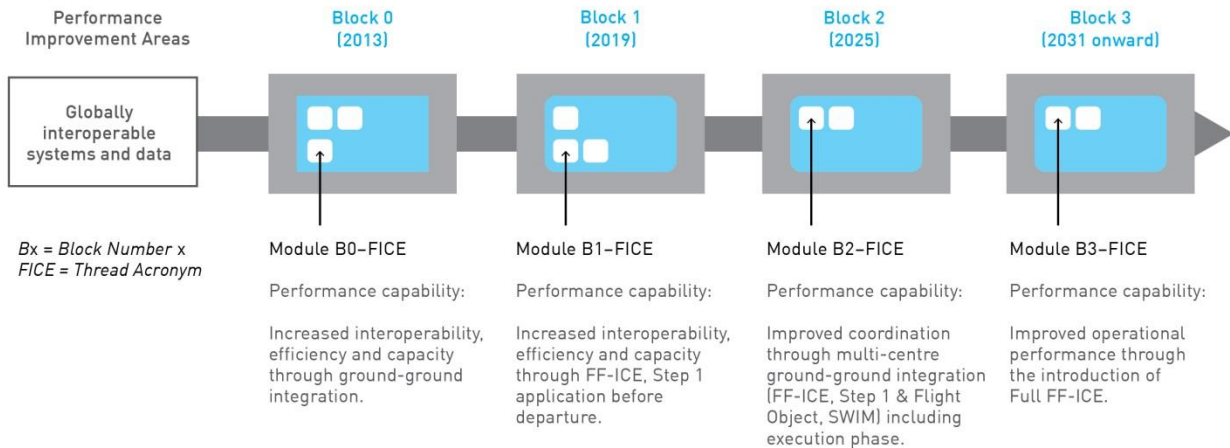 Performance
Improvement Areas
Block 0
(2013)
Block 1
(2019)
Block 2
(2025)
Block 3
(2031 onward)
Globally
interoperable
systems and data
Bx = Block Number x
FICE = Thread Acronym
Module B0–FICE
Performance capability:
Increased interoperability,
efficiency and capacity
through ground-ground
integration.
Module B1–FICE
Performance capability:
Increased interoperability,
efficiency and capacity
through FF-ICE, Step 1
application before
departure.
Module B2–FICE
Performance capability:
Improved coordination
through multi-centre
ground-ground integration
(FF-ICE, Step 1 & Flight
Object, SWIM) including
execution phase.
Module B3–FICE
Performance capability:
Improved operational
performance through
the introduction of
Full FF-ICE.